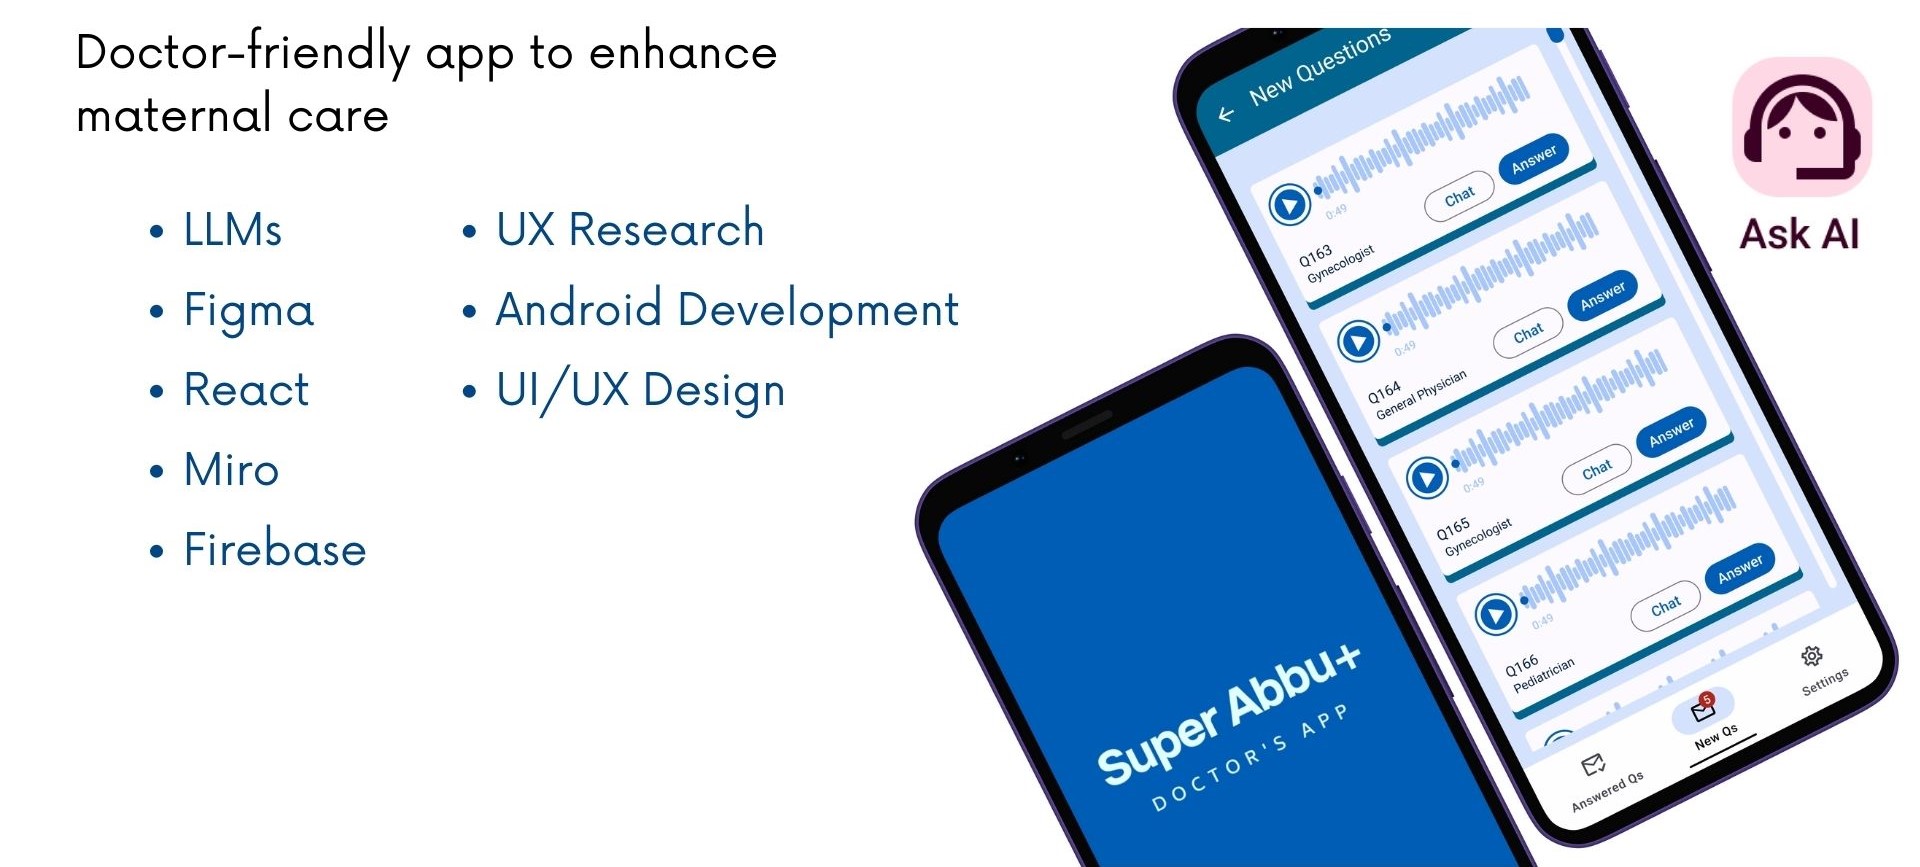 Doctor-friendly app to enhance
maternal care
LLMs
Figma
React
Miro
Firebase
UX Research
Android Development
UI/UX Design
Super Abbu+
DOCTOR'S APP
New Questions
0:49
Chat
Answer
Q163
Gynecologist
0:49
Chat
Answer
Q164
General Physician
0:49
Chat
Answer
Q165
Gynecologist
0:49
Chat
Answer
Q166
Pediatrician
Answered Qs
5
New Qs
Settings
Ask AI